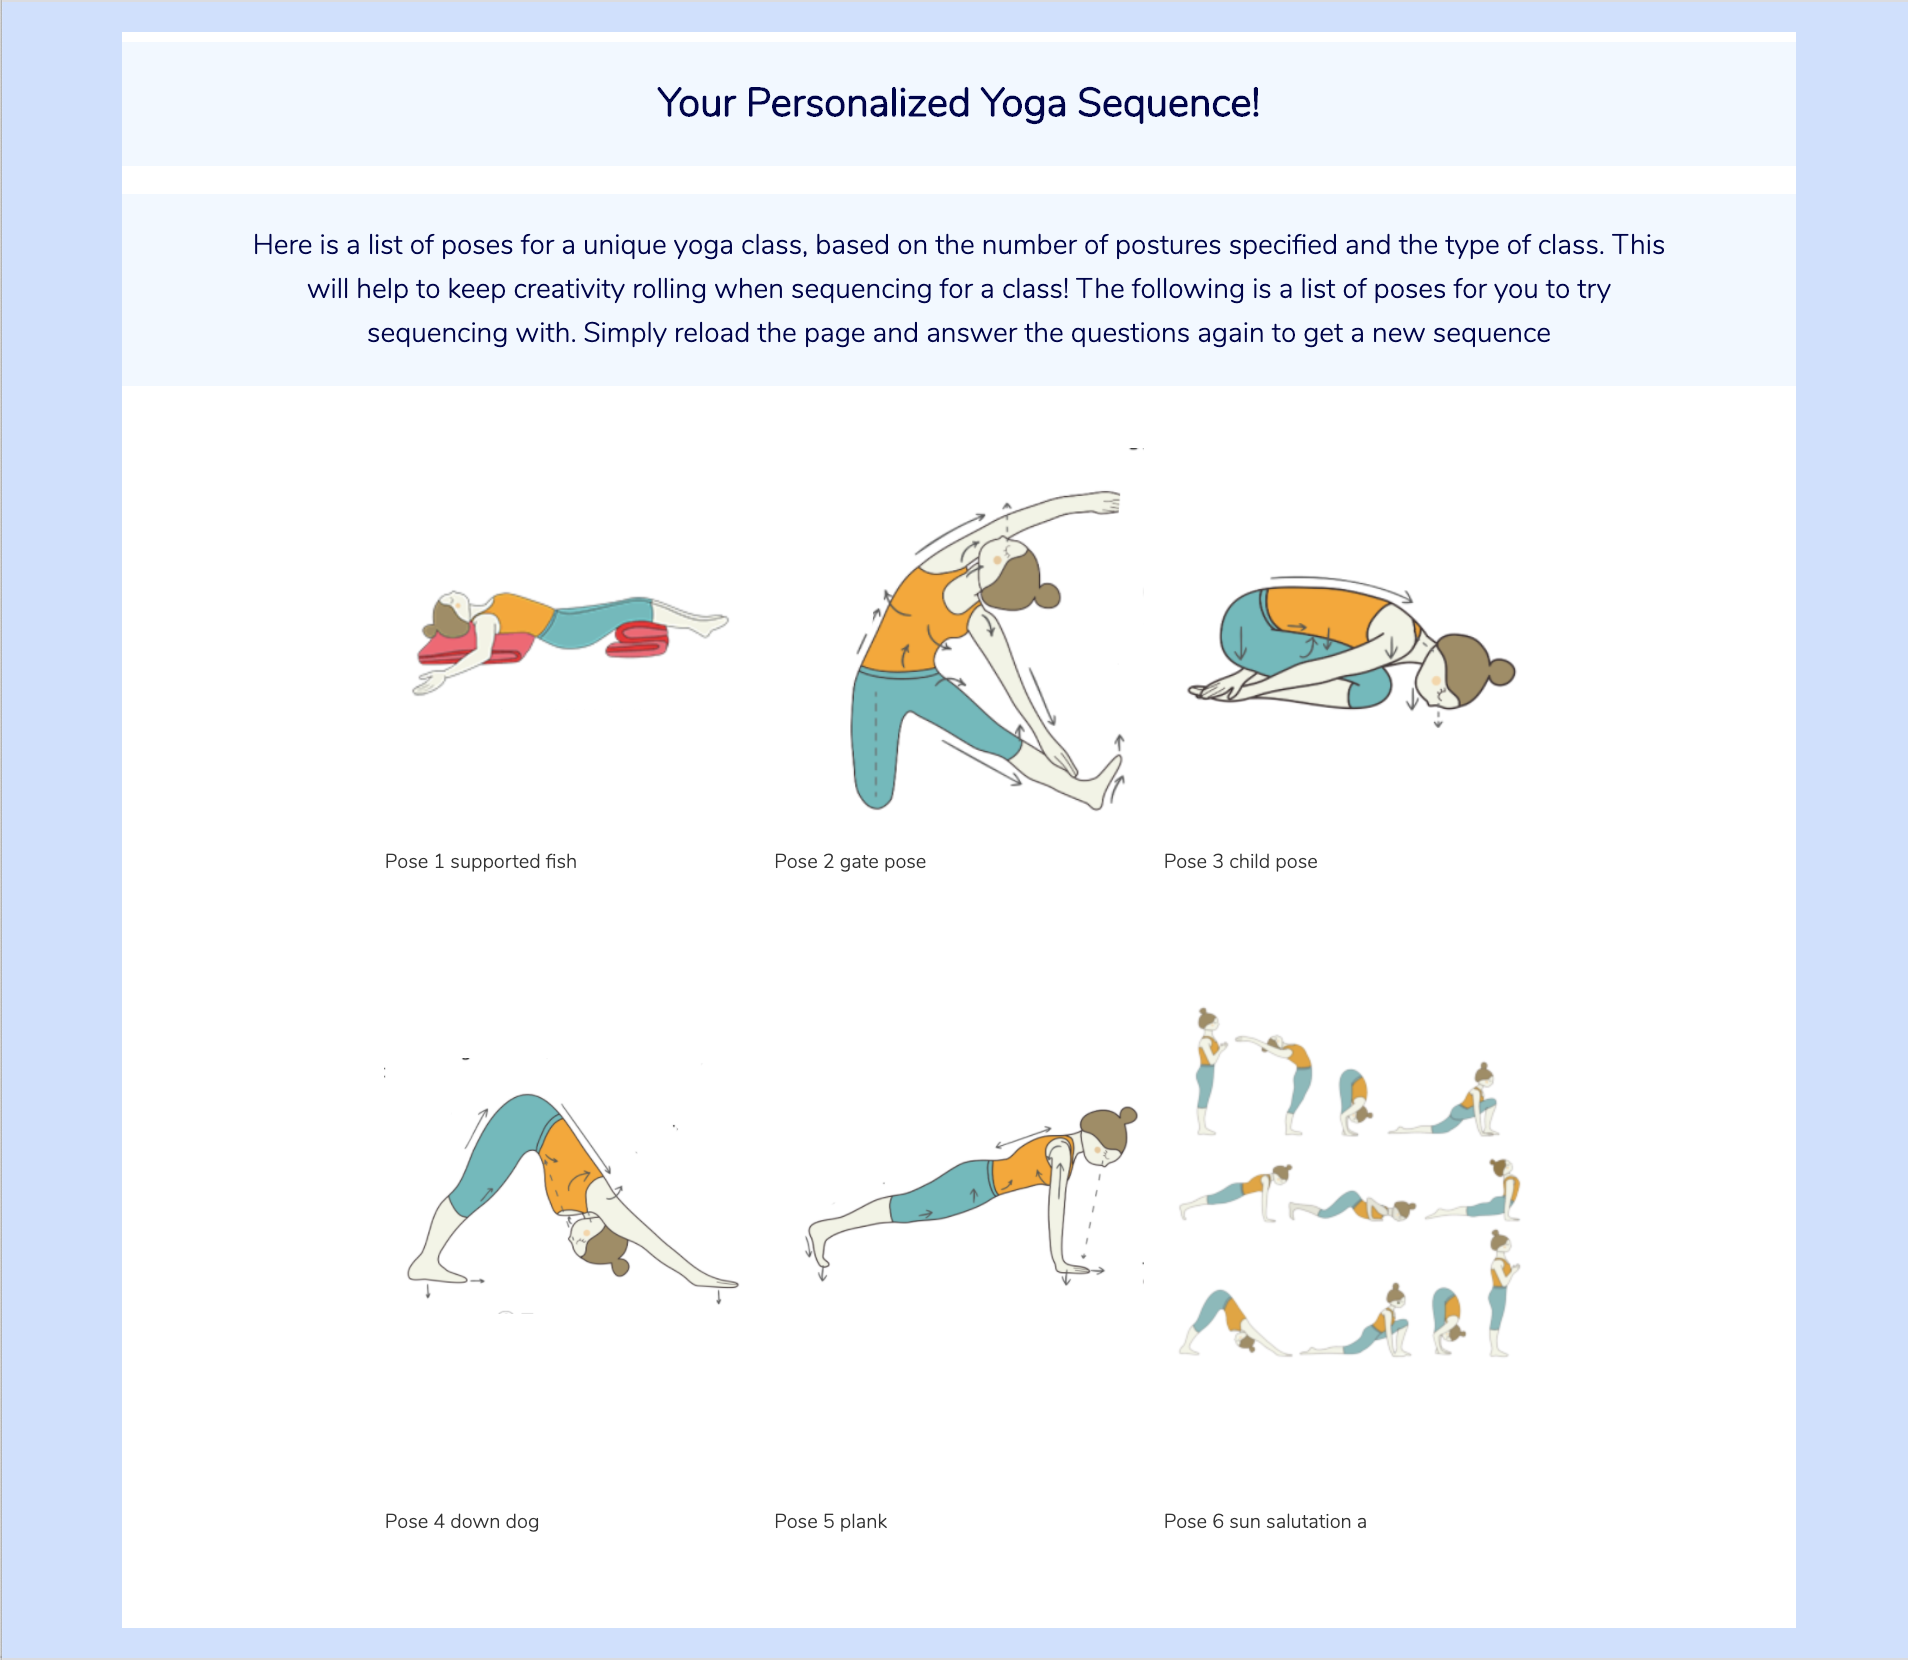 Your Personalized Yoga Sequence!
Here is a list of poses for a unique yoga class, based on the number of postures specified and the type of class. This
will help to keep creativity rolling when sequencing for a class! The following is a list of poses for you to try
sequencing with. Simply reload the page and answer the questions again to get a new sequence
Pose 1 supported fish
Pose 2 gate pose
Pose 3 child pose
Pose 4 down dog
Pose 5 plank
Pose 6 sun salutation a